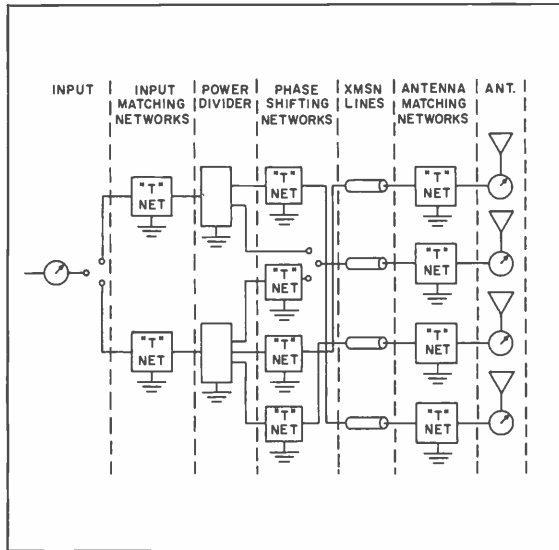 INPUT
INPUT
MATCHING
NETWORKS
POWER
DIVIDER
PHASE
SHIFTING
NETWORKS
XMSN
LINES
ANTENNA
MATCHING
NETWORKS
ANT.
"T"
NET
"T"
NET
"T"
NET
"T"
NET
"T"
NET
"T"
NET
"T"
NET
"T"
NET
"T"
NET
"T"
NET